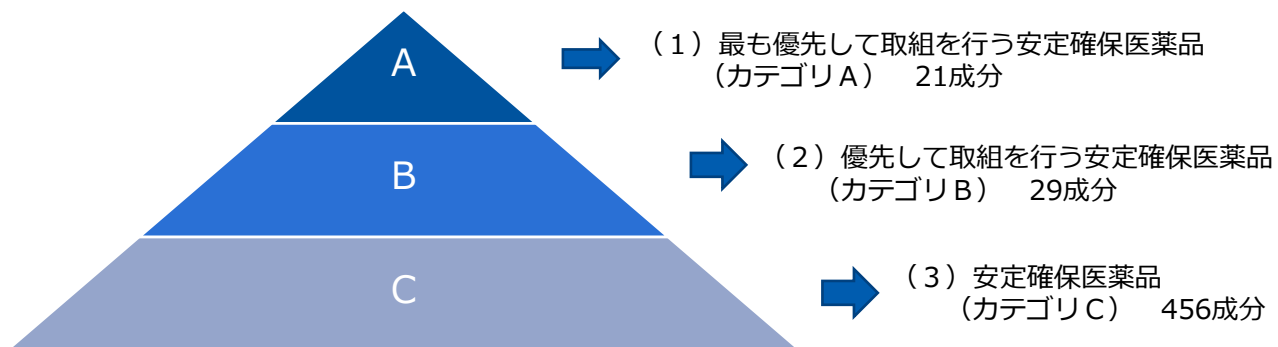 A
（１）最も優先して取組を行う安定確保医薬品
（カテゴリＡ）　21成分
B
（２）優先して取組を行う安定確保医薬品
（カテゴリＢ）　29成分
C
（３）安定確保医薬品
（カテゴリＣ）　456成分